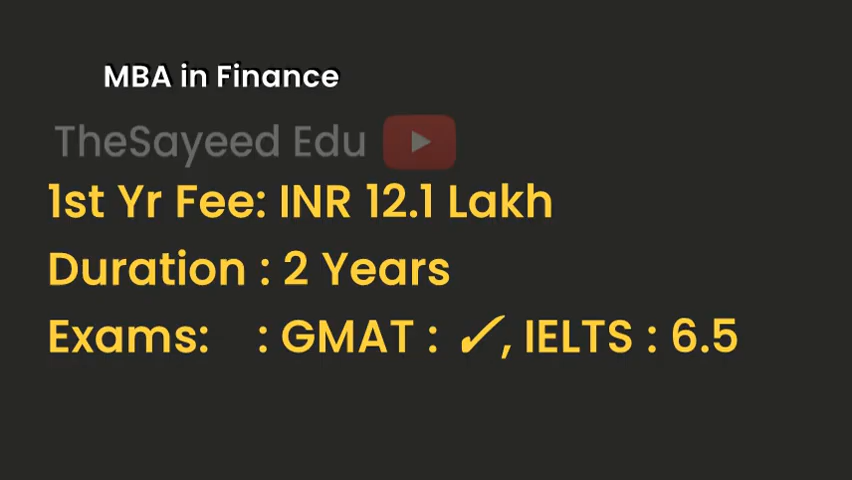 MBA in Finance
TheSayeed Edu
1st Yr Fee: INR 12.1 Lakh
Duration : 2 Years
Exams: : GMAT : ✓, IELTS : 6.5